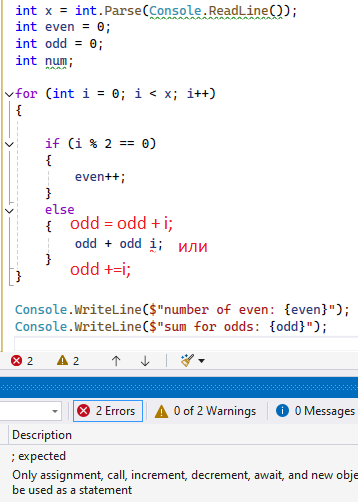 int x = int.Parse(Console.ReadLine());
int even = 0;
int odd = 0;
int num;
for (int i = 0; i < x; i++)
{
if (i % 2 == 0)
{
even++;
}
else
odd = odd + i;
{
odd + odd i; или
}
odd +=i;
}
Console.WriteLine($"number of even: {even}");
Console.WriteLine($"sum for odds: {odd}");
2 2
2 Errors 0 of 2 Warnings 0 Messages
Description
; expected
Only assignment, call, increment, decrement, await, and new obje
be used as a statement